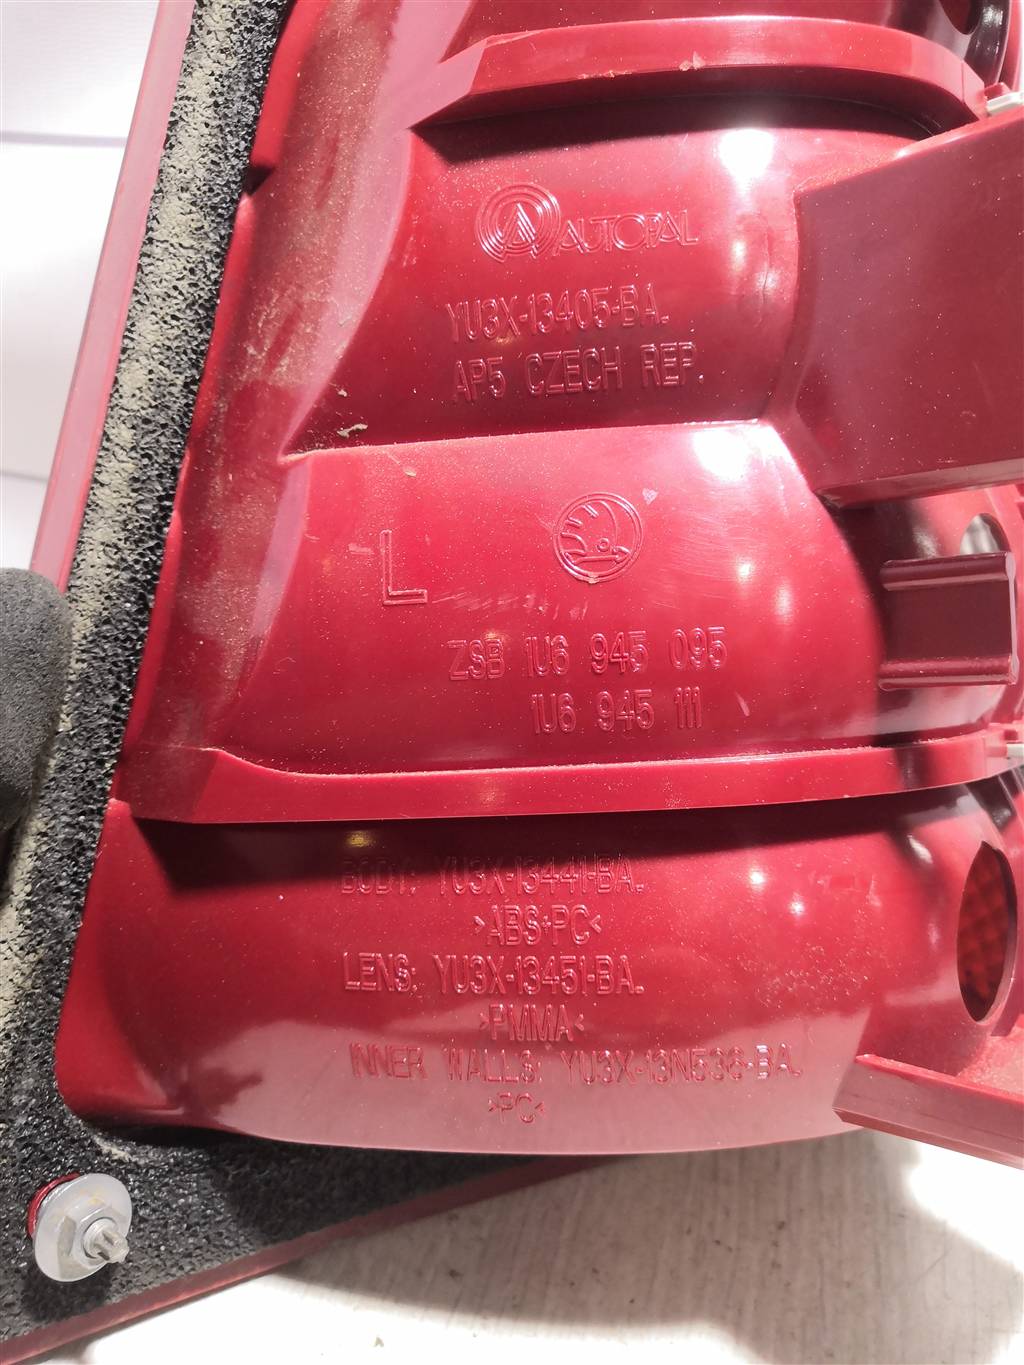 AUTOPAL
YU3X-13405-BA.
AP5 CZECH REP.
L
ZSB 1U6 945 095
1U6 945 111
BODY: YU3X-13441-BA.
>ABS+PC<
LENS: YU3X-13451-BA.
>PMMA<
INNER WALLS: YU3X-13N536-BA.
>PC<